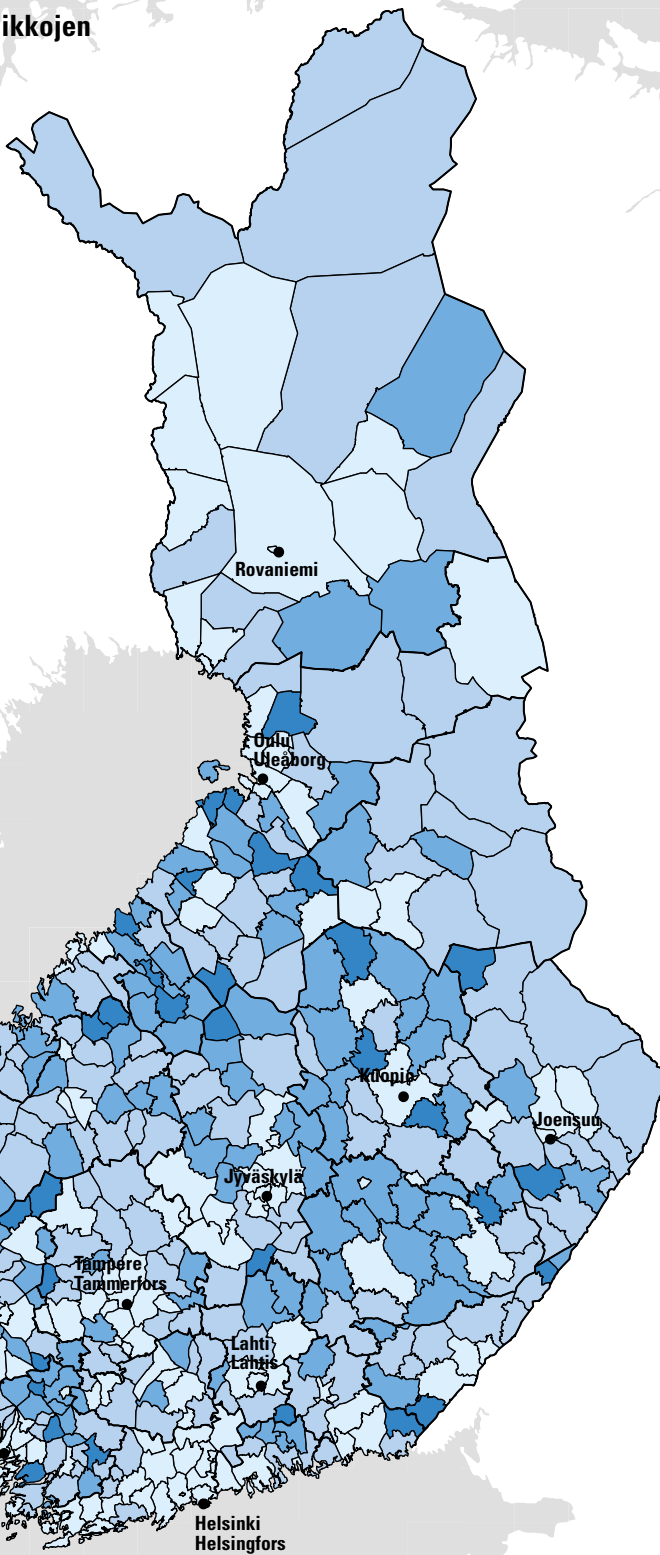 ikkojen
Rovaniemi
Oulu
Uleåborg
Kuopio
Joensuu
Jyväskylä
Tampere
Tammerfors
Lahti
Lahtis
Helsinki
Helsingfors